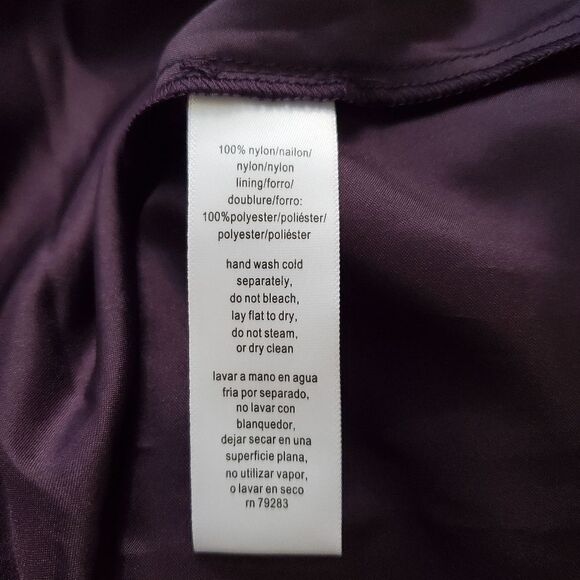 100% nylon/nailon/
nylon/nylon
lining/forro/
doublure/forro:
100%polyester/poliéster/
polyester/poliéster
hand wash cold
separately,
do not bleach,
lay flat to dry,
do not steam,
or dry clean
lavar a mano en agua
fria por separado,
no lavar con
blanquedor,
dejar secar en una
superficie plana,
no utilizar vapor,
o lavar en seco
rn 79283